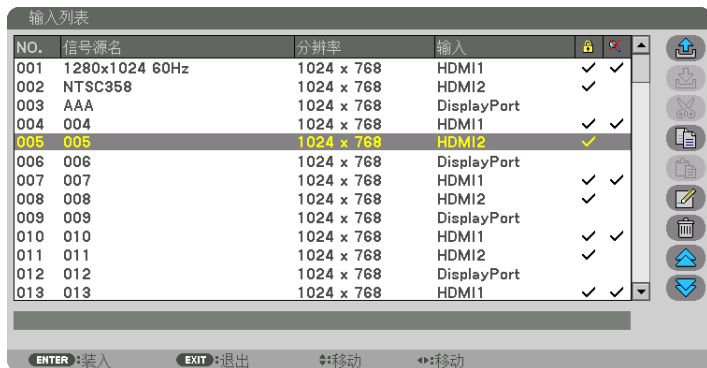 输入列表
NO. 信号源名 分辨率 输入
001 1280x1024 60Hz 1024 x 768 HDMI1 ✓ ✓
002 NTSC358 1024 x 768 HDMI2 ✓
003 AAA 1024 x 768 DisplayPort
004 004 1024 x 768 HDMI1 ✓ ✓
005 005 1024 x 768 HDMI2 ✓
006 006 1024 x 768 DisplayPort
007 007 1024 x 768 HDMI1 ✓ ✓
008 008 1024 x 768 HDMI2 ✓
009 009 1024 x 768 DisplayPort
010 010 1024 x 768 HDMI1 ✓ ✓
011 011 1024 x 768 HDMI2 ✓
012 012 1024 x 768 DisplayPort
013 013 1024 x 768 HDMI1 ✓ ✓
ENTER:装入 EXIT:退出 :移动 :移动